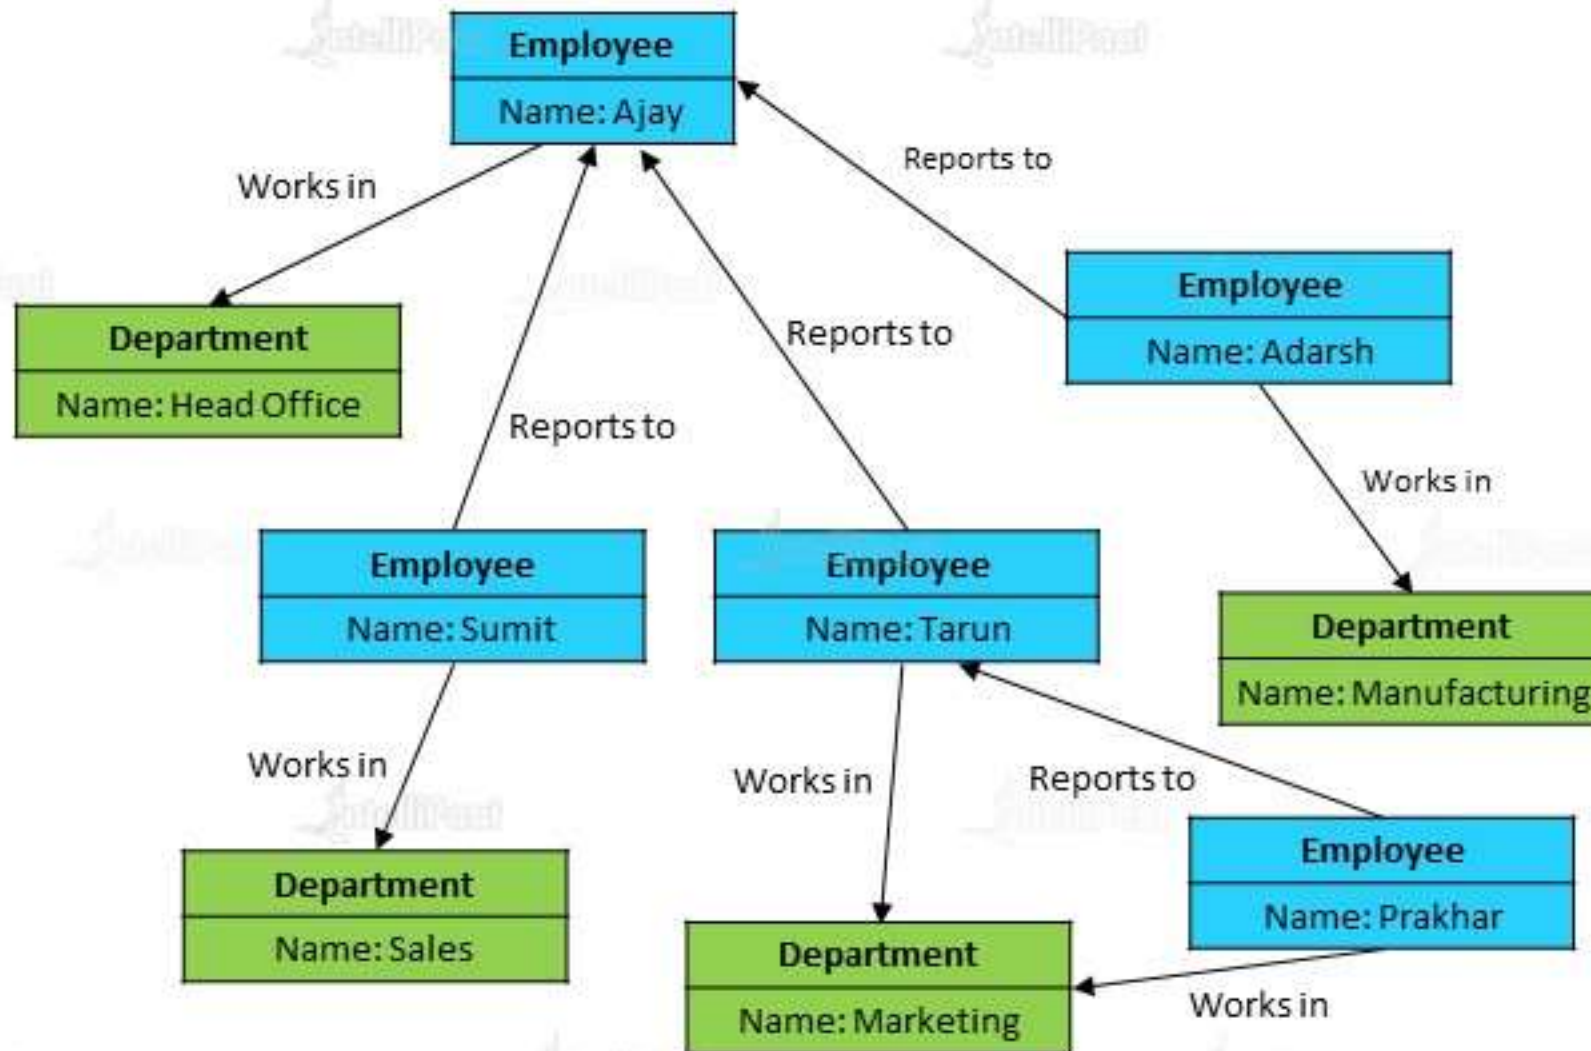 Employee
Name: Ajay
Reports to
Works in
Employee
Name: Adarsh
Department
Name: Head Office
Reports to
Reports to
Works in
Employee
Name: Sumit
Employee
Name: Tarun
Department
Name: Manufacturing
Works in
Works in
Reports to
Employee
Name: Prakhar
Department
Name: Sales
Department
Name: Marketing
Works in